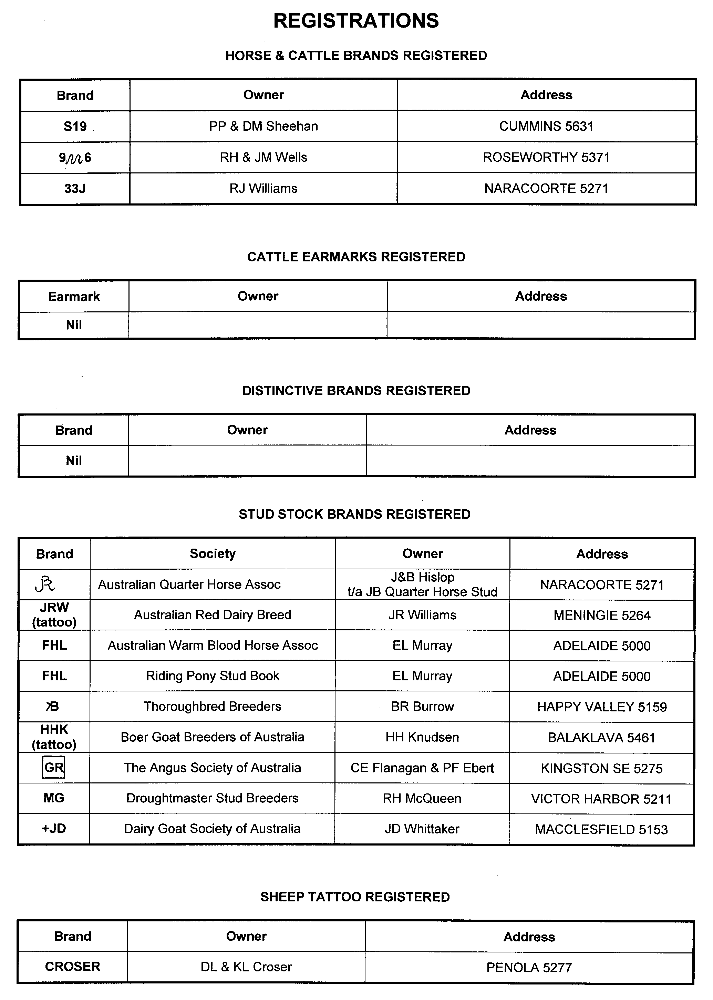 REGISTRATIONS
HORSE & CATTLE BRANDS REGISTERED
Brand Owner Address
S19 PP & DM Sheehan CUMMINS 5631
9 6 RH & JM Wells ROSEWORTHY 5371
33J RJ Williams NARACOORTE 5271
CATTLE EARMARKS REGISTERED
Earmark Owner Address
Nil
DISTINCTIVE BRANDS REGISTERED
Brand Owner Address
Nil
STUD STOCK BRANDS REGISTERED
Brand Society Owner Address
Australian Quarter Horse Assoc J&B Hislop t/a JB Quarter Horse Stud NARACOORTE 5271
JRW (tattoo) Australian Red Dairy Breed JR Williams MENINGIE 5264
FHL Australian Warm Blood Horse Assoc EL Murray ADELAIDE 5000
FHL Riding Pony Stud Book EL Murray ADELAIDE 5000
B Thoroughbred Breeders BR Burrow HAPPY VALLEY 5159
HHK (tattoo) Boer Goat Breeders of Australia HH Knudsen BALAKLAVA 5461
GR The Angus Society of Australia CE Flanagan & PF Ebert KINGSTON SE 5275
MG Droughtmaster Stud Breeders RH McQueen VICTOR HARBOR 5211
+JD Dairy Goat Society of Australia JD Whittaker MACCLESFIELD 5153
SHEEP TATTOO REGISTERED
Brand Owner Address
CROSER DL & KL Croser PENOLA 5277